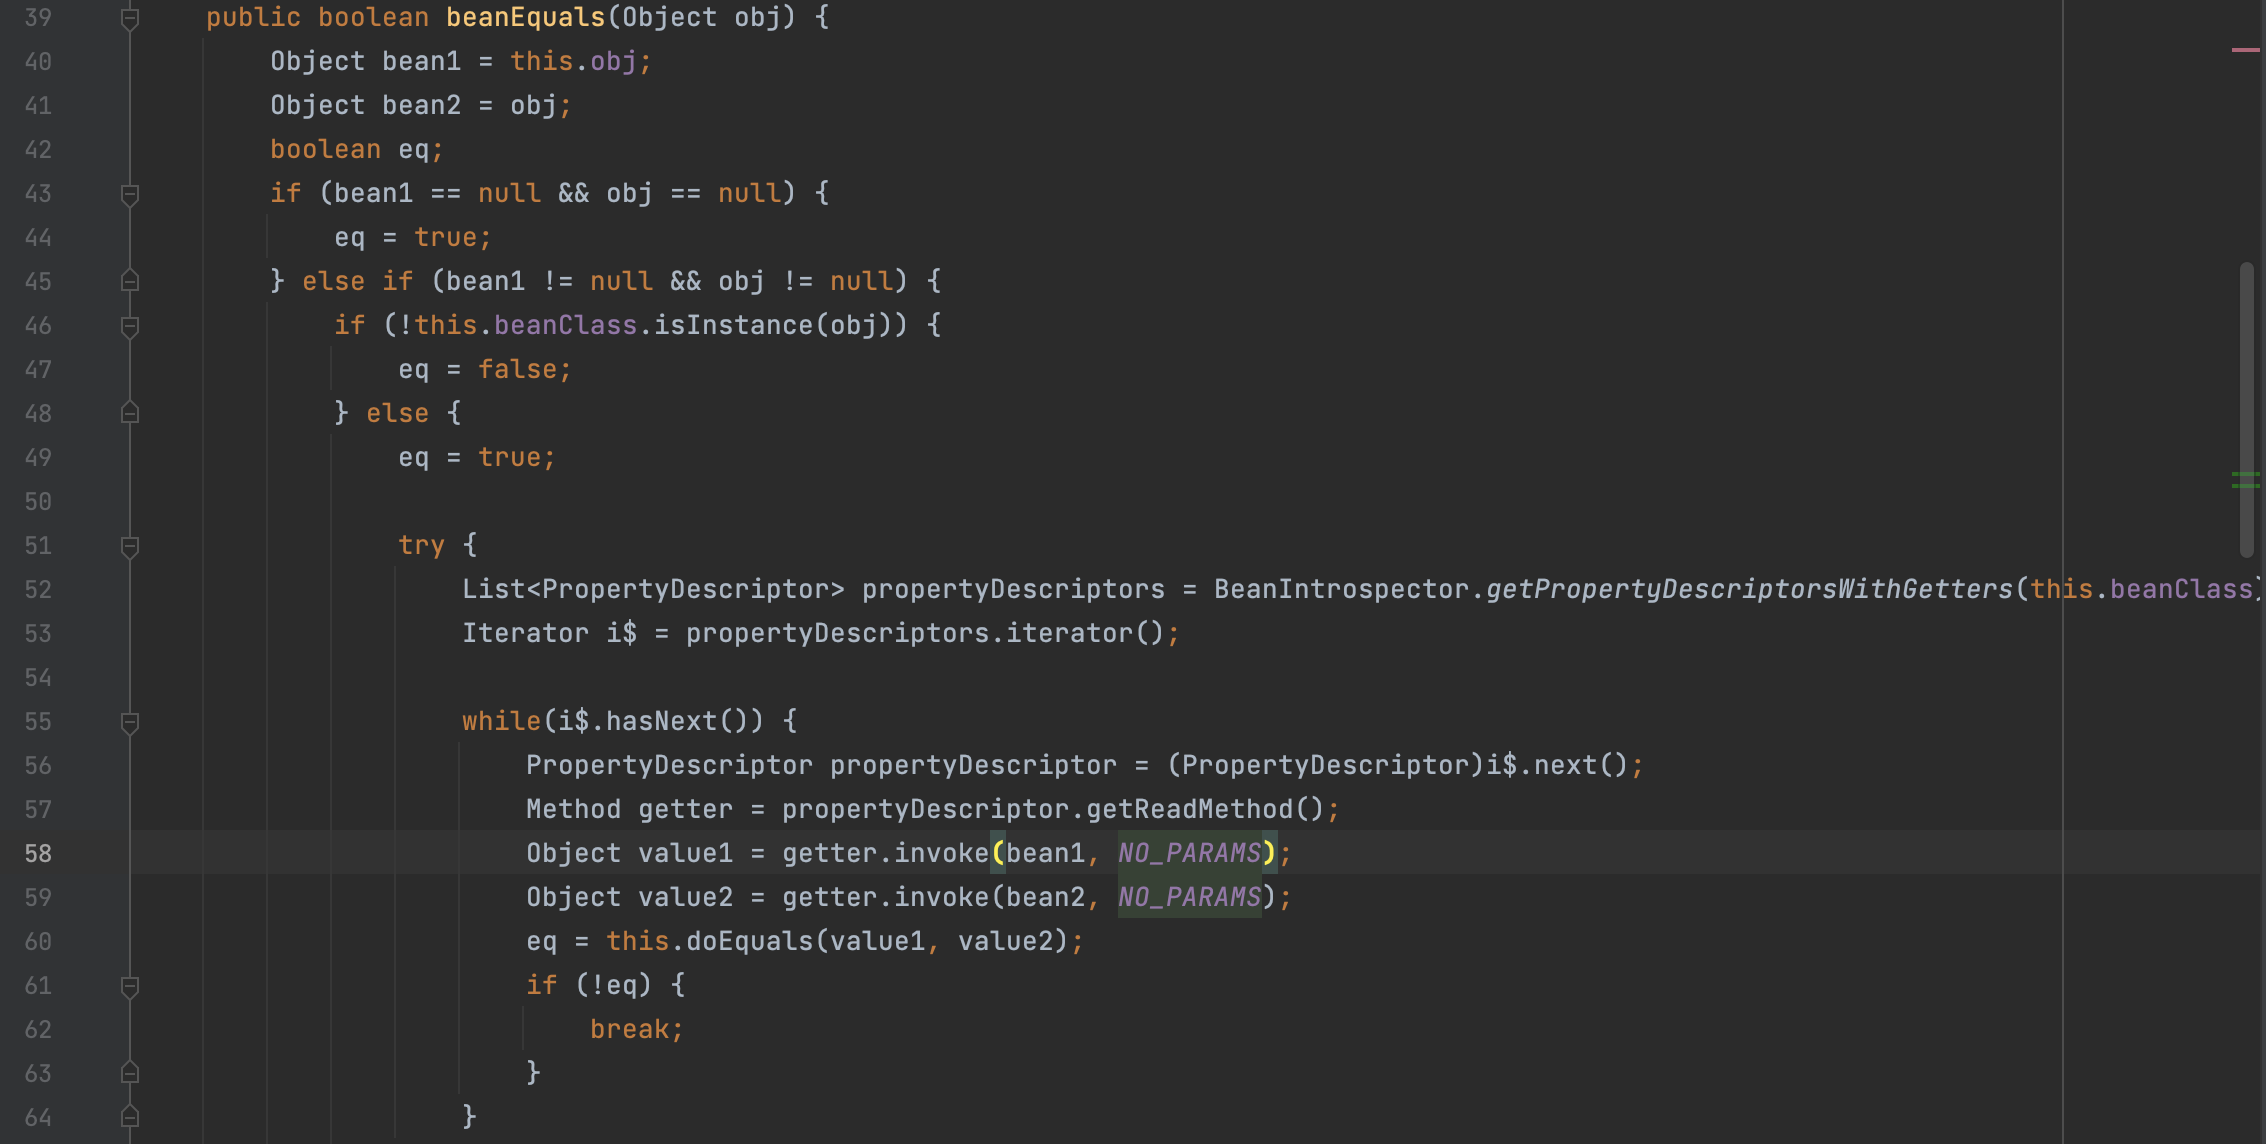 39 public boolean beanEquals(Object obj) {
40 Object bean1 = this.obj;
41 Object bean2 = obj;
42 boolean eq;
43 if (bean1 == null && obj == null) {
44 eq = true;
45 } else if (bean1 != null && obj != null) {
46 if (!this.beanClass.isInstance(obj)) {
47 eq = false;
48 } else {
49 eq = true;
50
51 try {
52 List<PropertyDescriptor> propertyDescriptors = BeanIntrospector.getPropertyDescriptorsWithGetters(this.beanClass)
53 Iterator i$ = propertyDescriptors.iterator();
54
55 while(i$.hasNext()) {
56 PropertyDescriptor propertyDescriptor = (PropertyDescriptor)i$.next();
57 Method getter = propertyDescriptor.getReadMethod();
58 Object value1 = getter.invoke(bean1, NO_PARAMS);
59 Object value2 = getter.invoke(bean2, NO_PARAMS);
60 eq = this.doEquals(value1, value2);
61 if (!eq) {
62 break;
63 }
64 }